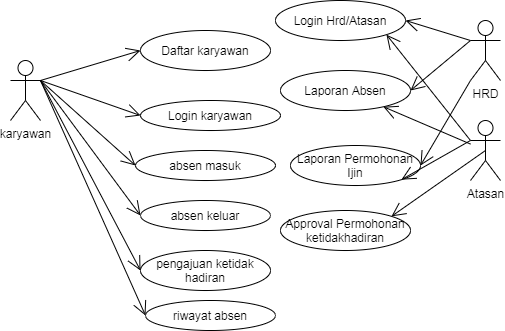 Login Hrd/Atasan
Daftar karyawan
HRD
Laporan Absen
Login karyawan
karyawan
absen masuk
Laporan Permohonan
Ijin
Atasan
absen keluar
Approval Permohonan
ketidakhadiran
pengajuan ketidak
hadiran
riwayat absen